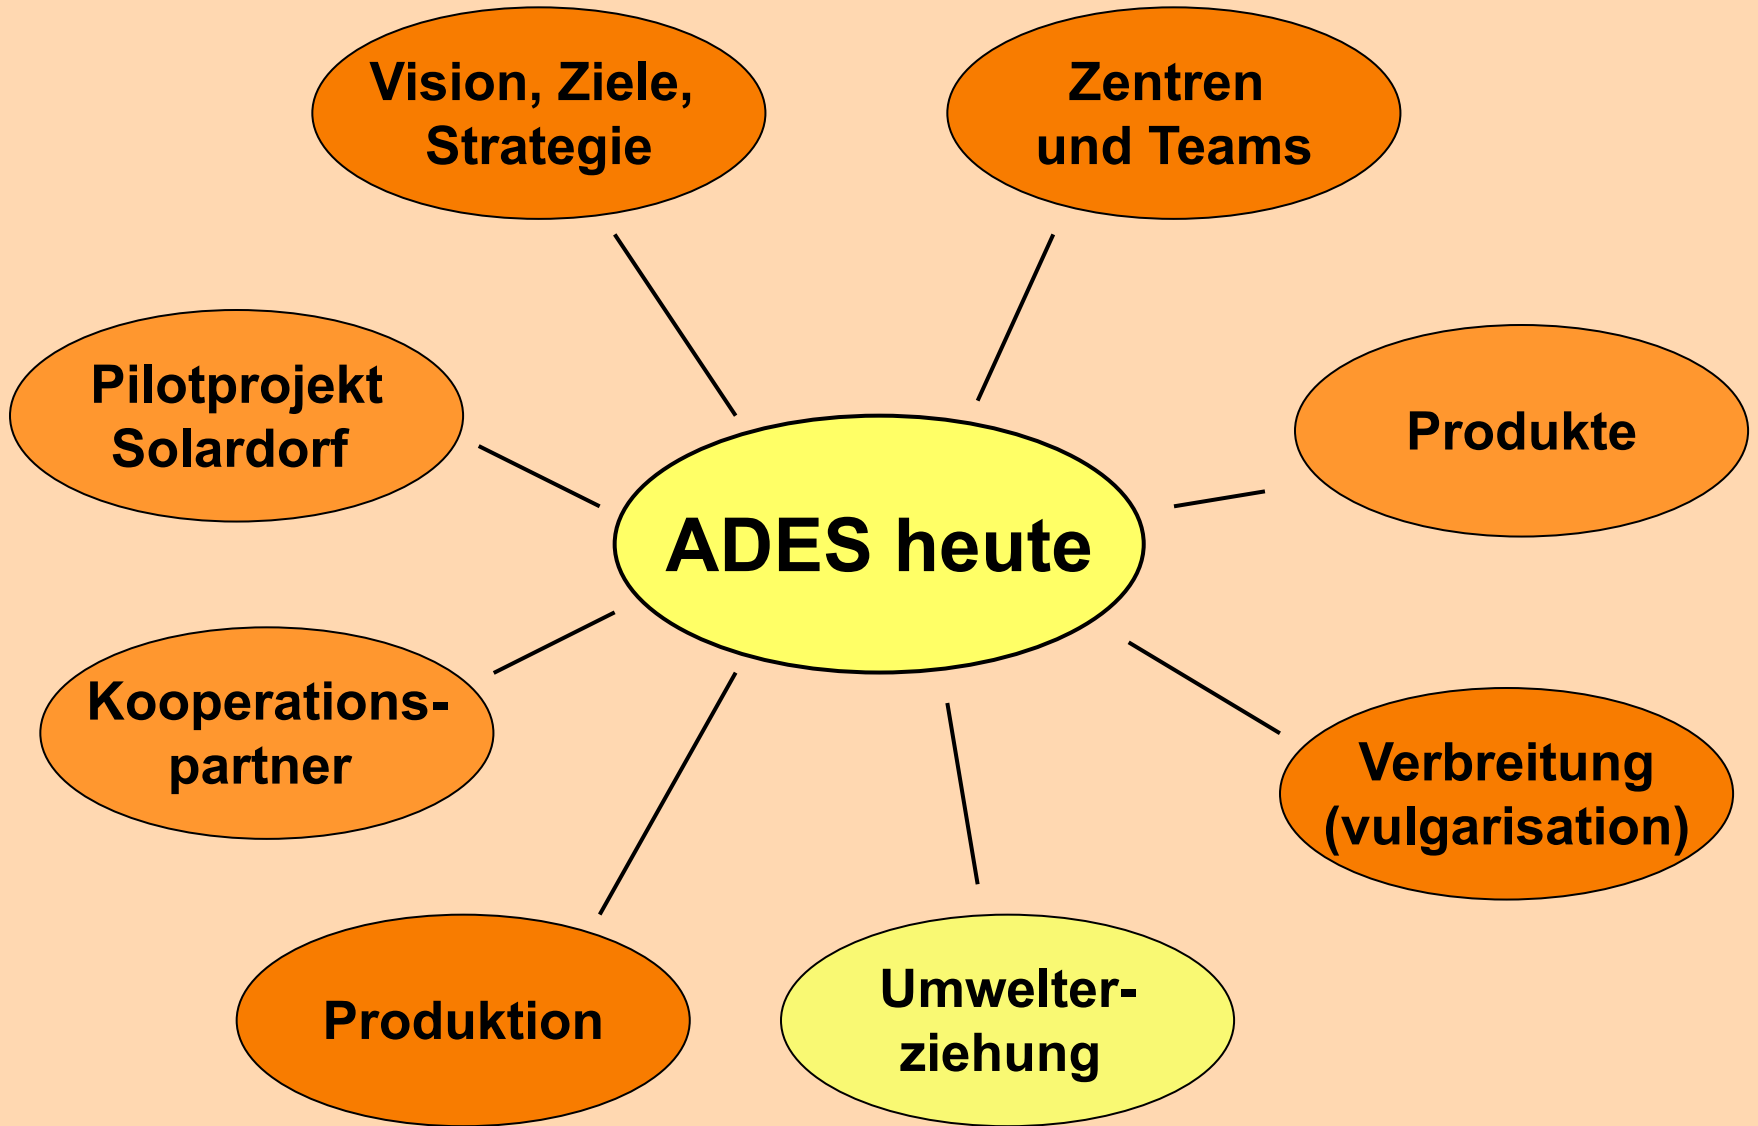 Vision, Ziele,
Strategie
Zentren
und Teams
Pilotprojekt
Solardorf
Produkte
ADES heute
Kooperations-
partner
Verbreitung
(vulgarisation)
Produktion
Umwelter-
ziehung